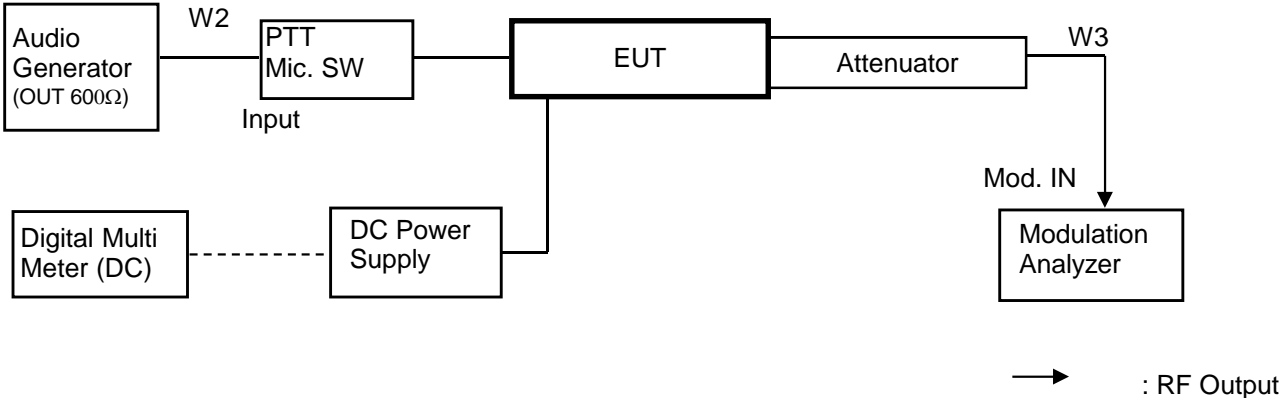 W2
W3
Audio
Generator
(OUT 600Ω)
PTT
Mic. SW
EUT
Attenuator
Input
Mod. IN
Digital Multi
Meter (DC)
DC Power
Supply
Modulation
Analyzer
: RF Output